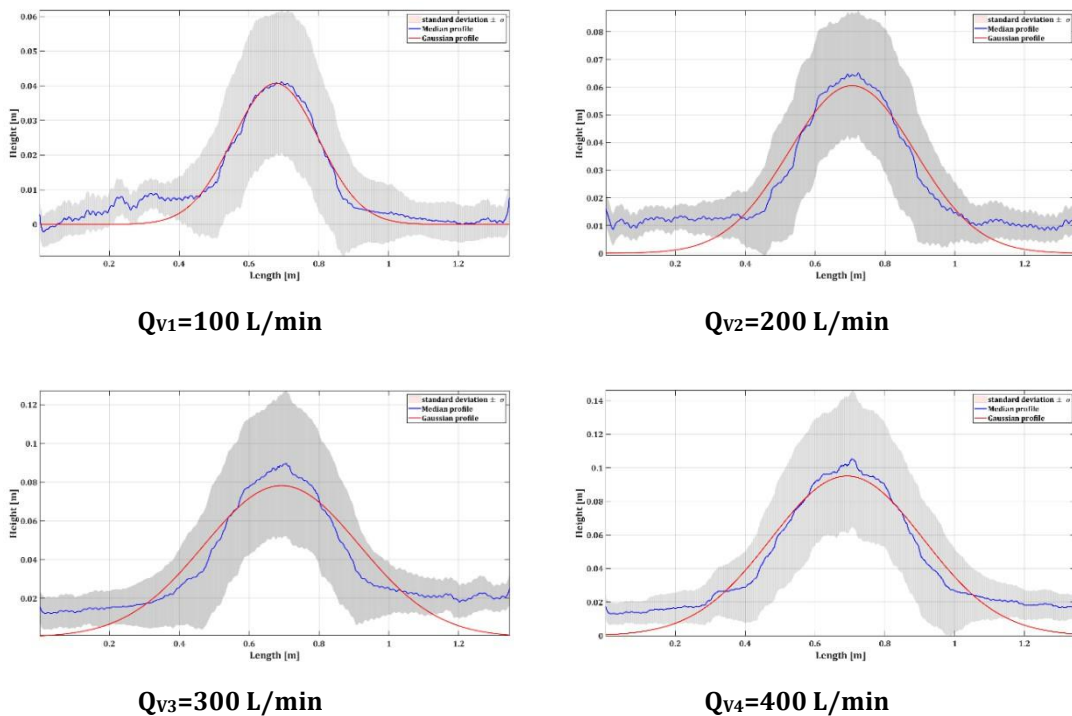 0.06
0.05
0.04
0.03
0.02
0.01
0
Height [m]
0.2 0.4 0.6 0.8 1 1.2
Length [m]
standard deviation ± σ
Median profile
Gaussian profile
0.08
0.07
0.06
0.05
0.04
0.03
0.02
0.01
0
Height [m]
0.2 0.4 0.6 0.8 1 1.2
Length [m]
standard deviation ± σ
Median profile
Gaussian profile
QV1=100 L/min
QV2=200 L/min
0.12
0.1
0.08
0.06
0.04
0.02
Height [m]
0.2 0.4 0.6 0.8 1 1.2
Length [m]
standard deviation ± σ
Median profile
Gaussian profile
0.14
0.12
0.1
0.08
0.06
0.04
0.02
0
Height [m]
0.2 0.4 0.6 0.8 1 1.2
Length [m]
standard deviation ± σ
Median profile
Gaussian profile
QV3=300 L/min
QV4=400 L/min